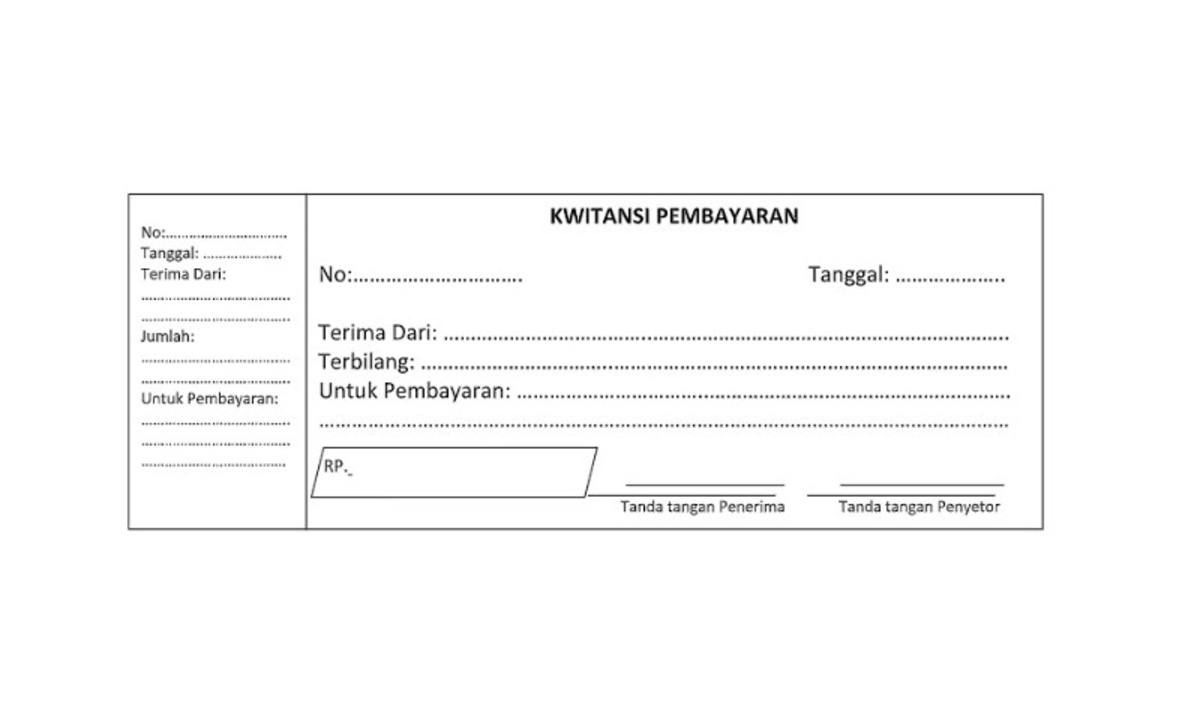 No:..............................
Tanggal: ....................
Terima Dari:
......................................
......................................
Jumlah:
......................................
......................................
Untuk Pembayaran:
......................................
......................................
.....................................
KWITANSI PEMBAYARAN
No:...............................
Tanggal: ....................
Terima Dari: ........................................................................................................
Terbilang: ............................................................................................................
Untuk Pembayaran: ...........................................................................................
...............................................................................................................................
RP._
Tanda tangan Penerima
Tanda tangan Penyetor